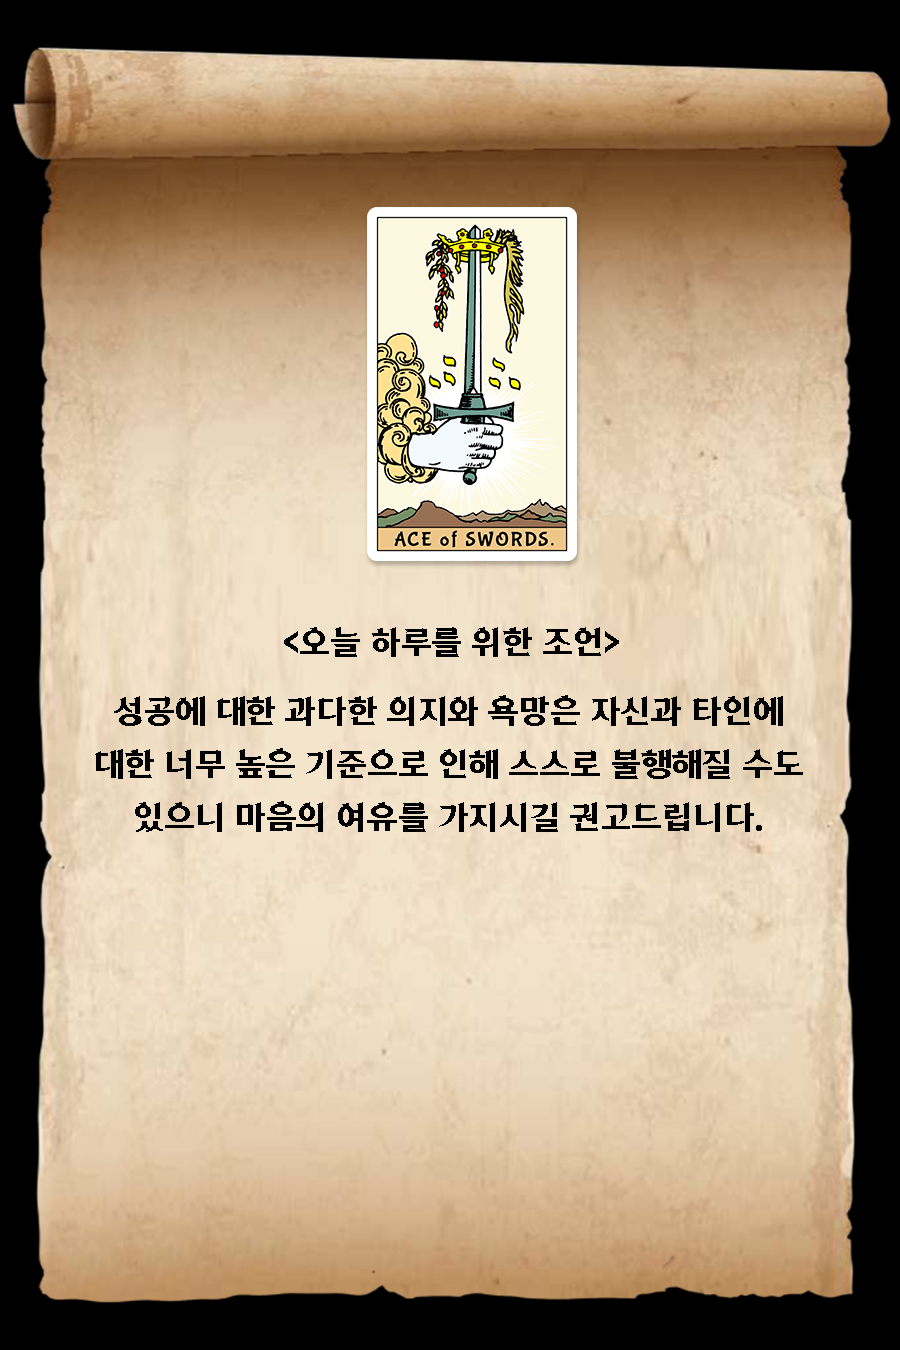 ACE of SWORDS.
<오늘 하루를 위한 조언>
성공에 대한 과다한 의지와 욕망은 자신과 타인에
대한 너무 높은 기준으로 인해 스스로 불행해질 수도
있으니 마음의 여유를 가지시길 권고드립니다.